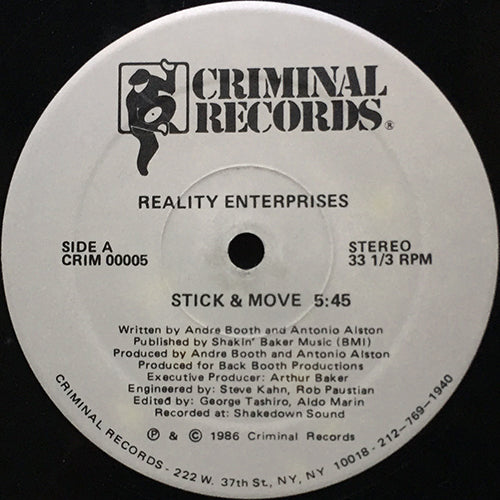 CRIMINAL
RECORDS®
REALITY ENTERPRISES
SIDE A
CRIM 00005
STEREO
33 1/3 RPM
STICK & MOVE 5:45
Written by Andre Booth and Antonio Alston
Published by Shakin' Baker Music (BMI)
Produced by Andre Booth and Antonio Alston
Produced for Back Booth Productions
Executive Producer: Arthur Baker
Engineered by: Steve Kahn, Rob Paustian
Edited by: George Tashiro, Aldo Marin
Recorded at: Shakedown Sound
℗ & © 1986 Criminal Records
CRIMINAL RECORDS - 222 W. 37th St., NY, NY 10018 - 212-769-1940